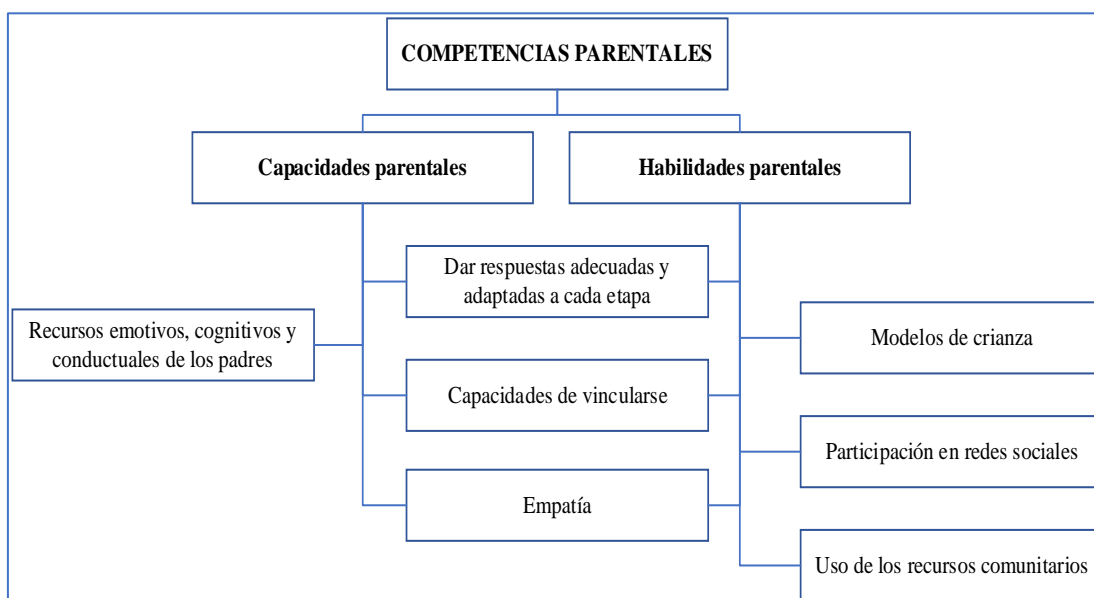 COMPETENCIAS PARENTALES
Capacidades parentales
Habilidades parentales
Dar respuestas adecuadas y
adaptadas a cada etapa
Recursos emotivos, cognitivos y
conductuales de los padres
Modelos de crianza
Capacidades de vincularse
Participación en redes sociales
Empatía
Uso de los recursos comunitarios